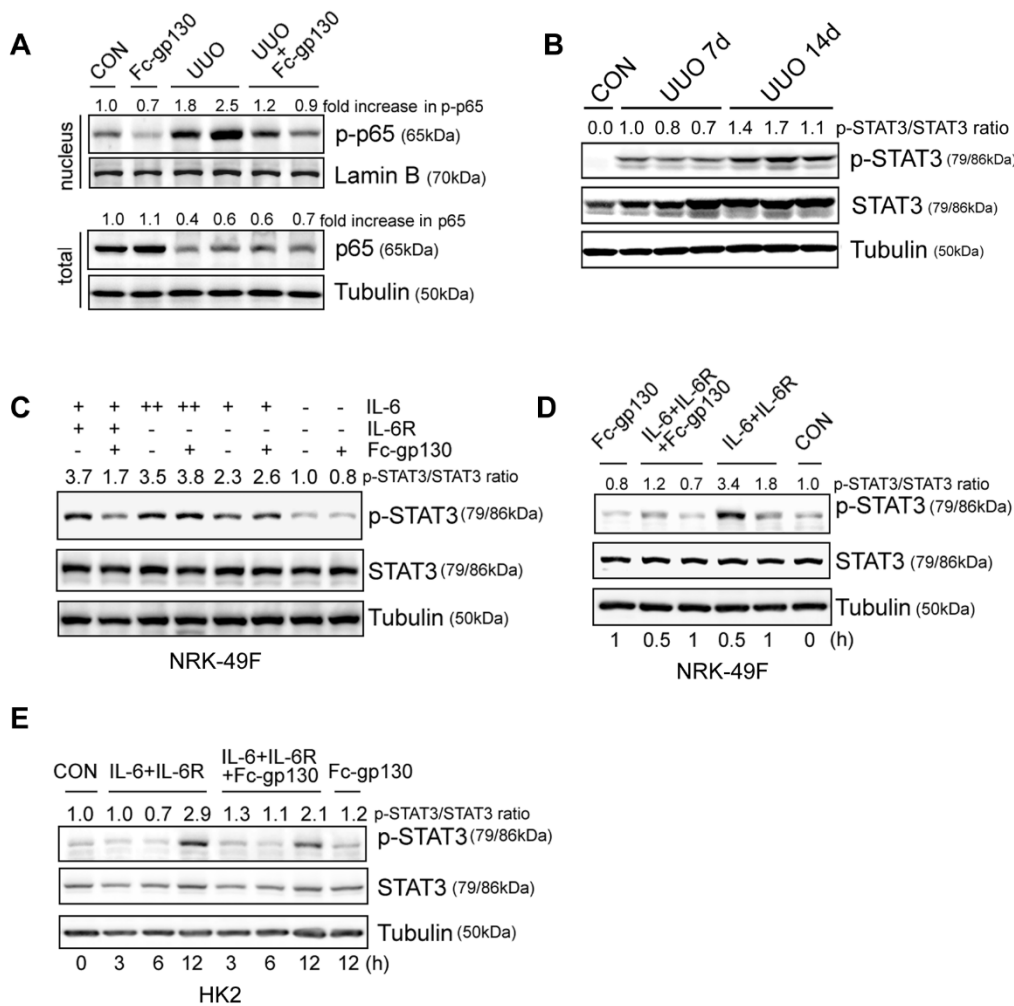 A
CON
Fc-gp130
UUO
UUO
+
Fc-gp130
1.0 0.7 1.8 2.5 1.2 0.9 fold increase in p-p65
nucleus
p-p65 (65kDa)
Lamin B (70kDa)
1.0 1.1 0.4 0.6 0.6 0.7 fold increase in p65
total
p65 (65kDa)
Tubulin (50kDa)
B
CON
UUO 7d
UUO 14d
0.0 1.0 0.8 0.7 1.4 1.7 1.1 p-STAT3/STAT3 ratio
p-STAT3 (79/86kDa)
STAT3 (79/86kDa)
Tubulin (50kDa)
C
+ + ++ ++ + + - - IL-6
+ + - - - - - - IL-6R
- + - + - + - + Fc-gp130
3.7 1.7 3.5 3.8 2.3 2.6 1.0 0.8 p-STAT3/STAT3 ratio
p-STAT3 (79/86kDa)
STAT3 (79/86kDa)
Tubulin (50kDa)
NRK-49F
D
Fc-gp130
IL-6+IL-6R
+Fc-gp130
IL-6+IL-6R
CON
0.8 1.2 0.7 3.4 1.8 1.0 p-STAT3/STAT3 ratio
p-STAT3 (79/86kDa)
STAT3 (79/86kDa)
Tubulin (50kDa)
1 0.5 1 0.5 1 0 (h)
NRK-49F
E
CON
IL-6+IL-6R
IL-6+IL-6R
+Fc-gp130
Fc-gp130
1.0 1.0 0.7 2.9 1.3 1.1 2.1 1.2 p-STAT3/STAT3 ratio
p-STAT3 (79/86kDa)
STAT3 (79/86kDa)
Tubulin (50kDa)
0 3 6 12 3 6 12 12 (h)
HK2